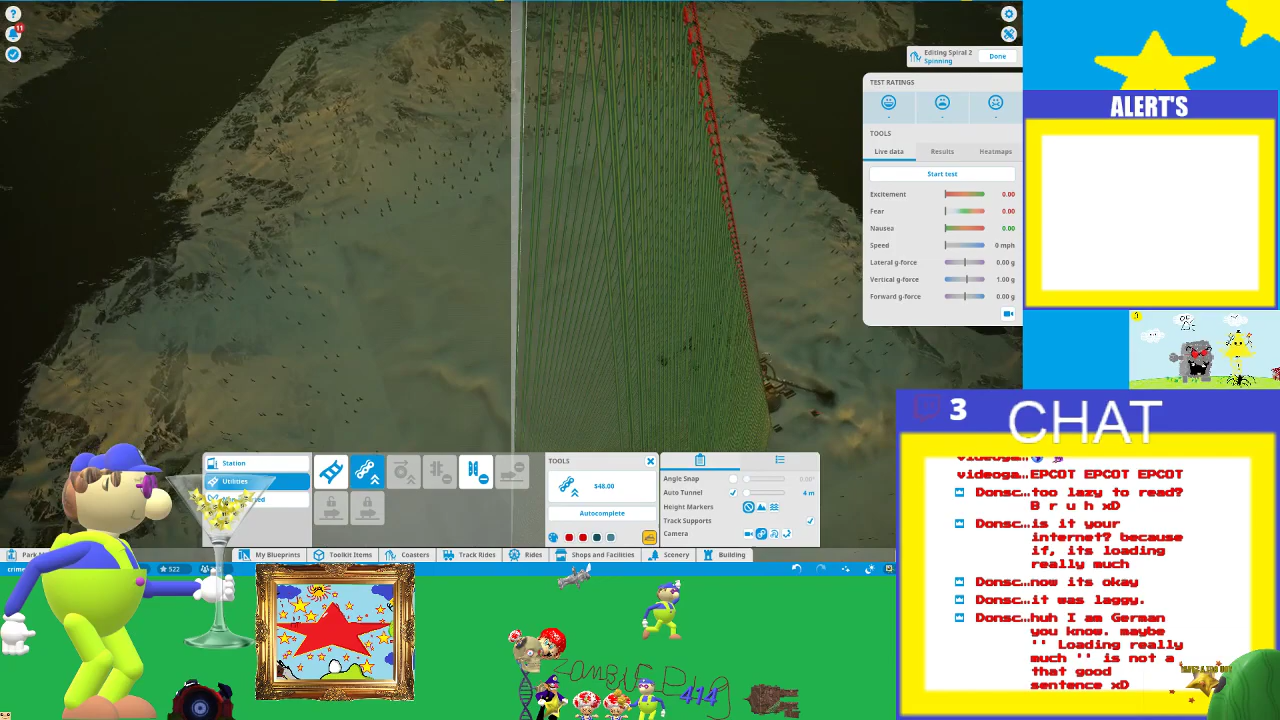 11
Editing Spiral 2
Spinning
Done
TEST RATINGS
-
-
-
TOOLS
Live data
Results
Heatmaps
Start test
Excitement
0.00
Fear
0.00
Nausea
0.00
Speed
0 mph
Lateral g-force
0.00 g
Vertical g-force
1.00 g
Forward g-force
0.00 g
ALERT'S
3
CHAT
videoga...EPCOT EPCOT EPCOT
Donsc...too lazy to read?
B r u h xD
Donsc...is it your
internet? because
if, its loading
really much
Donsc...now its okay
Donsc...it was laggy.
Donsc...huh I am German
you know. maybe
'' Loading really
much '' is not a
that good
sentence xD
Station
Utilities
TOOLS
$48.00
Autocomplete
Angle Snap
0.00°
Auto Tunnel
4 m
Height Markers
Track Supports
Camera
My Blueprints
Toolkit Items
Coasters
Track Rides
Rides
Shops and Facilities
Scenery
Building
crime
522
Zombie Pig
414